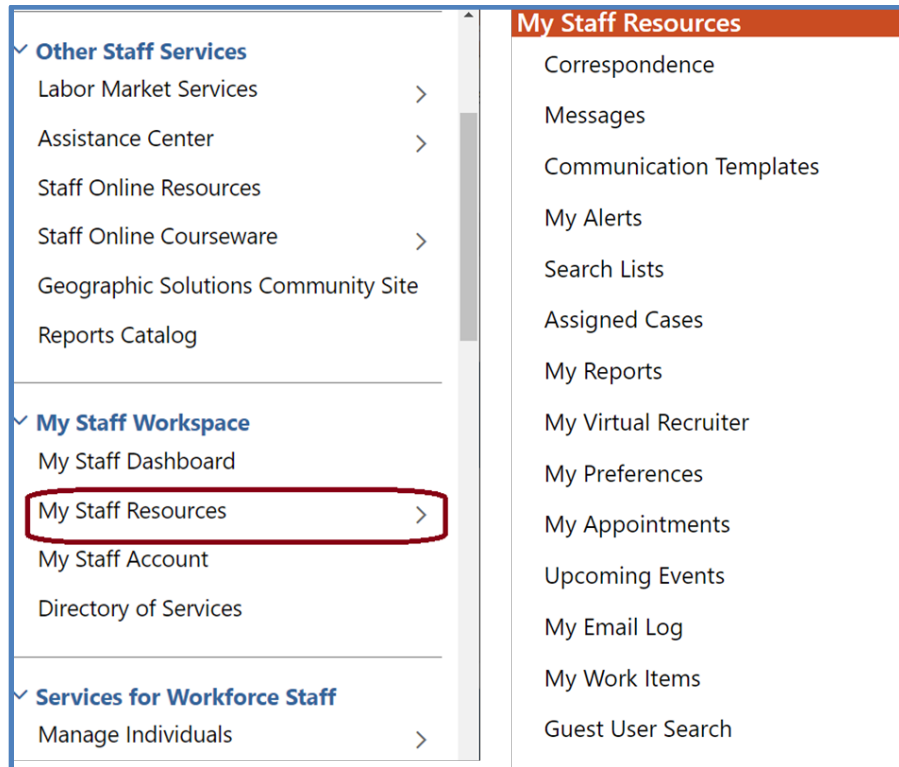 Other Staff Services
Labor Market Services
Assistance Center
Staff Online Resources
Staff Online Courseware
Geographic Solutions Community Site
Reports Catalog
My Staff Workspace
My Staff Dashboard
My Staff Resources
My Staff Account
Directory of Services
Services for Workforce Staff
Manage Individuals
My Staff Resources
Correspondence
Messages
Communication Templates
My Alerts
Search Lists
Assigned Cases
My Reports
My Virtual Recruiter
My Preferences
My Appointments
Upcoming Events
My Email Log
My Work Items
Guest User Search